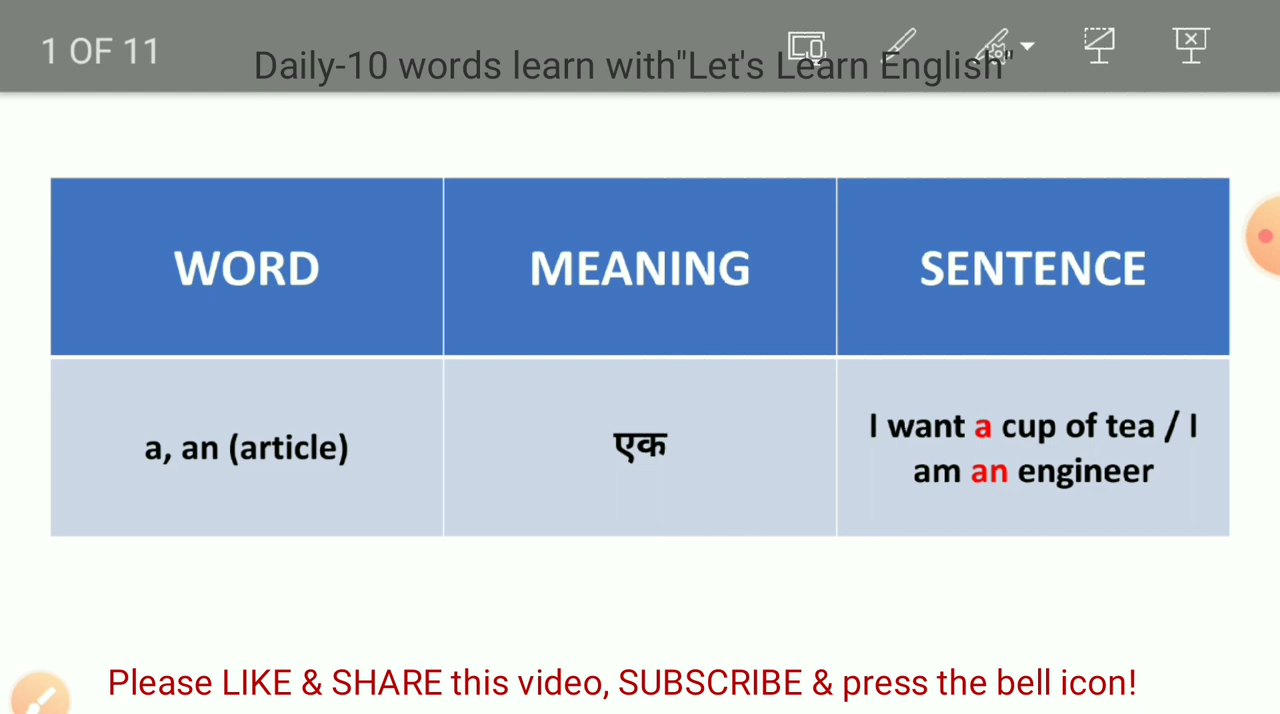 1 OF 11
Daily-10 words learn with"Let's Learn English"
WORD
MEANING
SENTENCE
a, an (article)
एक
I want a cup of tea / I
am an engineer
Please LIKE & SHARE this video, SUBSCRIBE & press the bell icon!